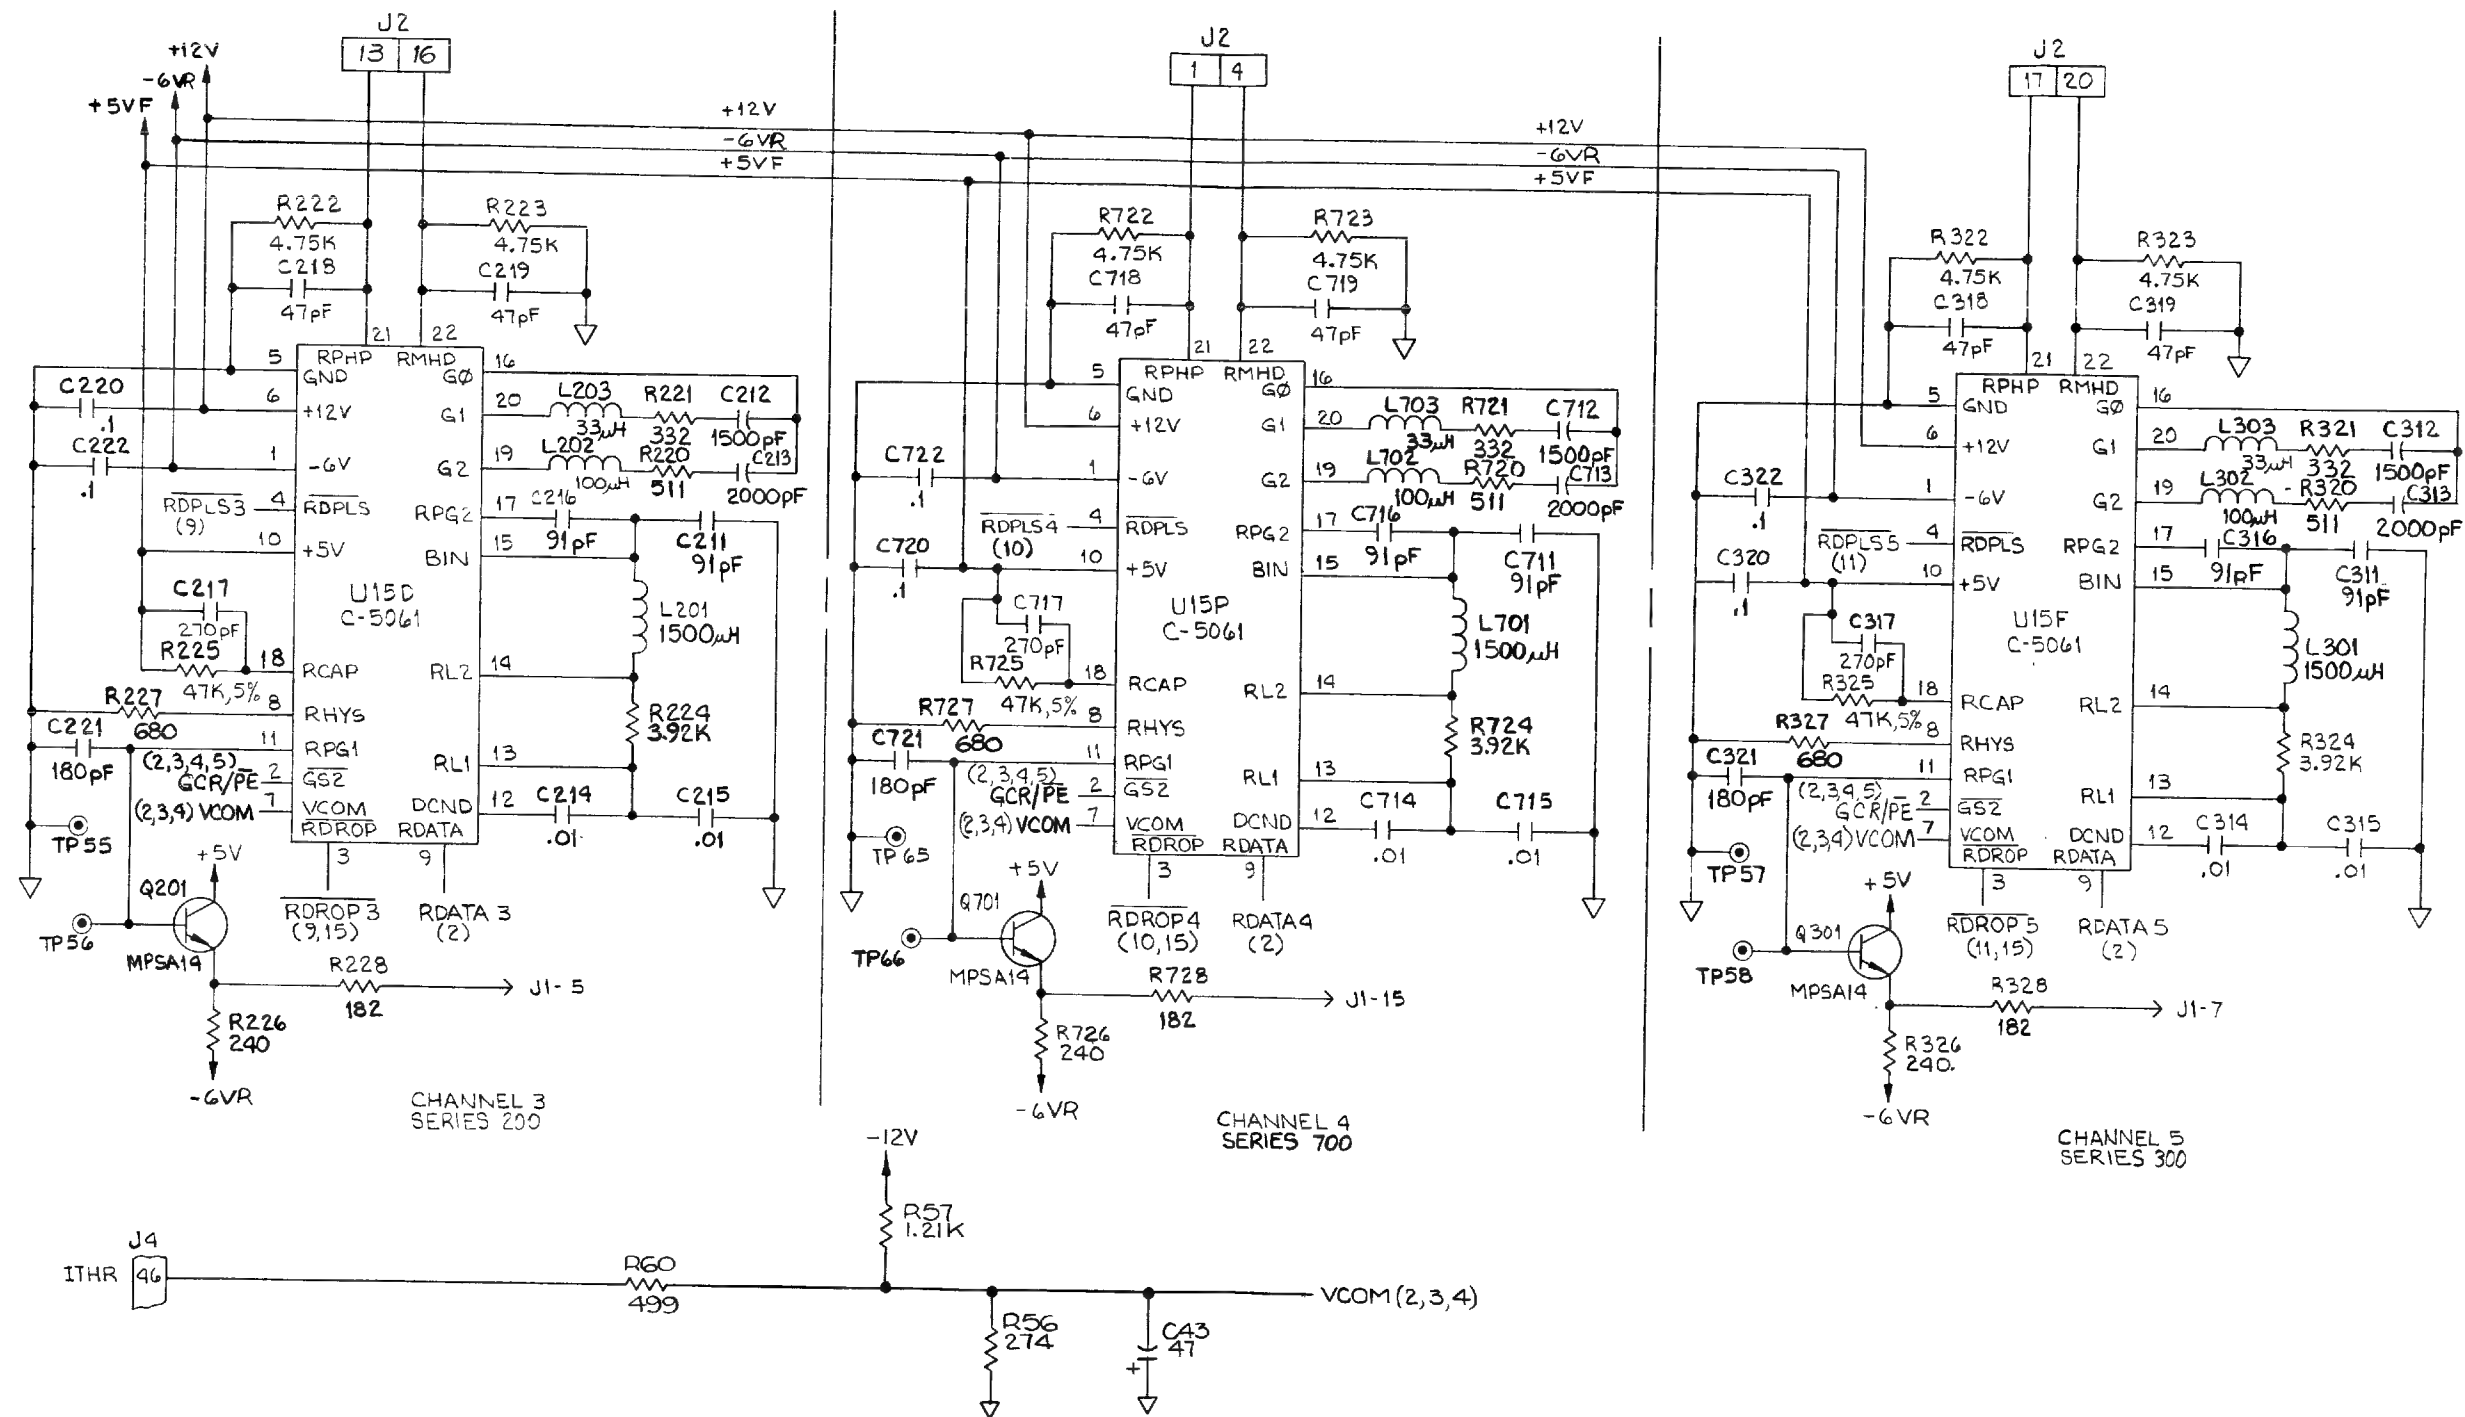 J2
13 16
+12V
-6VR
+5VF
+12V
-6VR
+5VF
R222
4.75K
C218
47pF
R223
4.75K
C219
47pF
21
22
5
RPHP
RMHD
16
GND
GØ
C220
.1
6
+12V
G1
20
L203
33µH
R221
332
C212
1500pF
C222
.1
1
-6V
G2
19
L202
100µH
R220
511
C213
2000pF
RDPLS3
(9)
4
RDPLS
RPG2
17
C216
91pF
C211
91pF
10
+5V
BIN
15
U15D
C-5061
C217
270pF
R225
47K,5%
18
RCAP
RL2
14
L201
1500µH
R227
680
8
RHYS
R224
3.92K
C221
180pF
11
RPG1
RL1
13
(2,3,4,5)
GCR/PE
2
GS2
(2,3,4) VCOM
7
VCOM
DCND
12
C214
.01
C215
.01
RDROP
RDATA
TP55
3
9
+5V
Q201
RDROP3
(9,15)
RDATA 3
(2)
TP56
MPSA14
R228
182
J1-5
R226
240
-6VR
CHANNEL 3
SERIES 200
J2
1 4
+12V
-6VR
+5VF
R722
4.75K
C718
47pF
R723
4.75K
C719
47pF
21
22
5
RPHP
RMHD
16
GND
GØ
6
+12V
G1
20
L703
33µH
R721
332
C712
1500pF
C722
.1
1
-6V
G2
19
L702
100µH
R720
511
C713
2000pF
RDPLS4
(10)
4
RDPLS
RPG2
17
C716
91pF
C711
91pF
C720
.1
10
+5V
BIN
15
U15P
C-5061
C717
270pF
R725
47K,5%
18
RCAP
RL2
14
L701
1500µH
R727
680
8
RHYS
R724
3.92K
C721
180pF
11
RPG1
RL1
13
(2,3,4,5)
GCR/PE
2
GS2
(2,3,4) VCOM
7
VCOM
DCND
12
C714
.01
C715
.01
RDROP
RDATA
TP65
3
9
+5V
Q701
RDROP4
(10,15)
RDATA4
(2)
TP66
MPSA14
R728
182
J1-15
R726
240
-6VR
CHANNEL 4
SERIES 700
J2
17 20
R322
4.75K
C318
47pF
R323
4.75K
C319
47pF
21
22
5
RPHP
RMHD
16
GND
GØ
6
+12V
G1
20
L303
33µH
R321
332
C312
1500pF
C322
.1
1
-6V
G2
19
L302
100µH
R320
511
C313
2000pF
RDPLS5
(11)
4
RDPLS
RPG2
17
C316
91pF
C311
91pF
C320
.1
10
+5V
BIN
15
U15F
C-5061
C317
270pF
R325
47K,5%
18
RCAP
RL2
14
L301
1500µH
R327
680
8
RHYS
R324
3.92K
C321
180pF
11
RPG1
RL1
13
(2,3,4,5)
GCR/PE
2
GS2
(2,3,4) VCOM
7
VCOM
DCND
12
C314
.01
C315
.01
RDROP
RDATA
TP57
3
9
+5V
Q301
RDROP5
(11,15)
RDATA 5
(2)
TP58
MPSA14
R328
182
J1-7
R326
240.
-6VR
CHANNEL 5
SERIES 300
-12V
R57
1.21K
J4
ITHR 46
R60
499
VCOM (2,3,4)
R56
274
C43
47
+